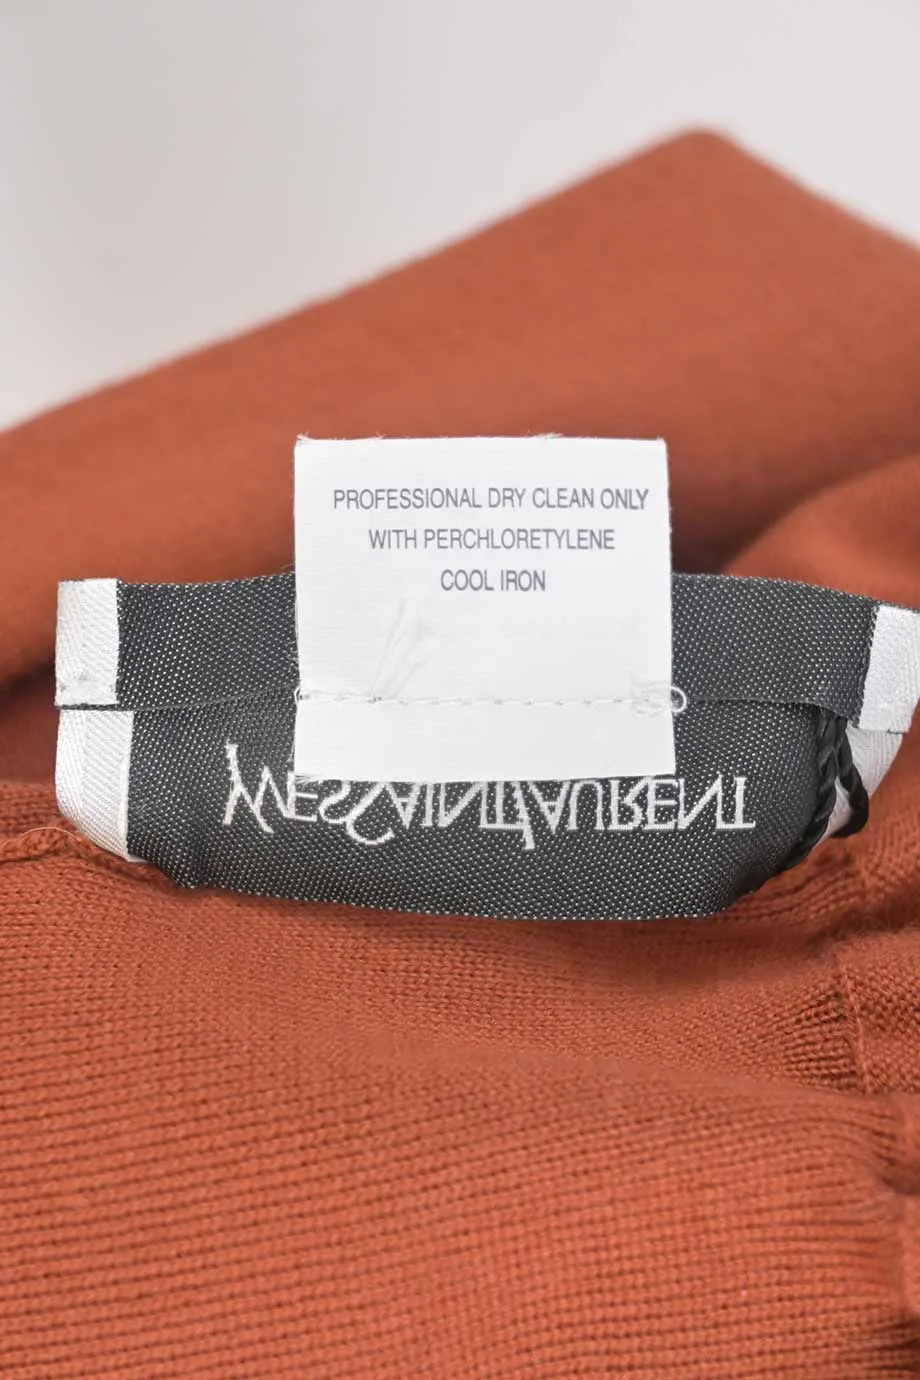 PROFESSIONAL DRY CLEAN ONLY
WITH PERCHLORETYLENE
COOL IRON
YVESSAINTLAURENT